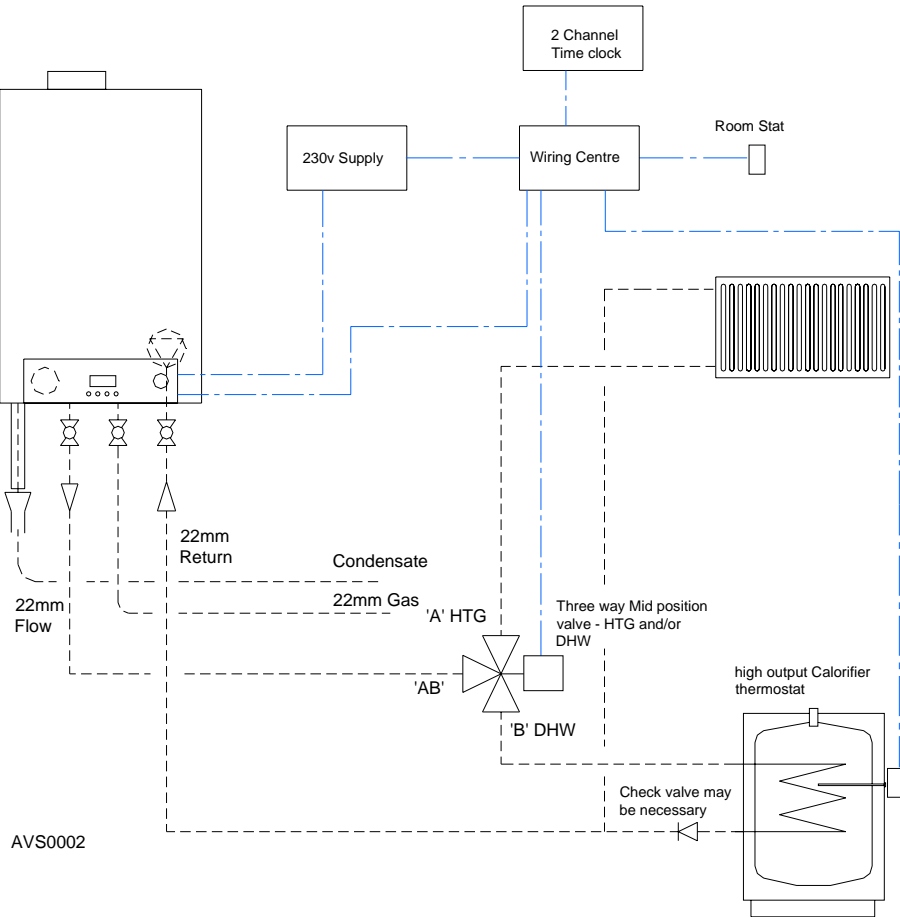 2 Channel
Time clock
Room Stat
230v Supply
Wiring Centre
22mm
Return
Condensate
22mm
Flow
22mm Gas
'A' HTG
Three way Mid position
valve - HTG and/or
DHW
'AB'
'B' DHW
high output Calorifier
thermostat
Check valve may
be necessary
AVS0002